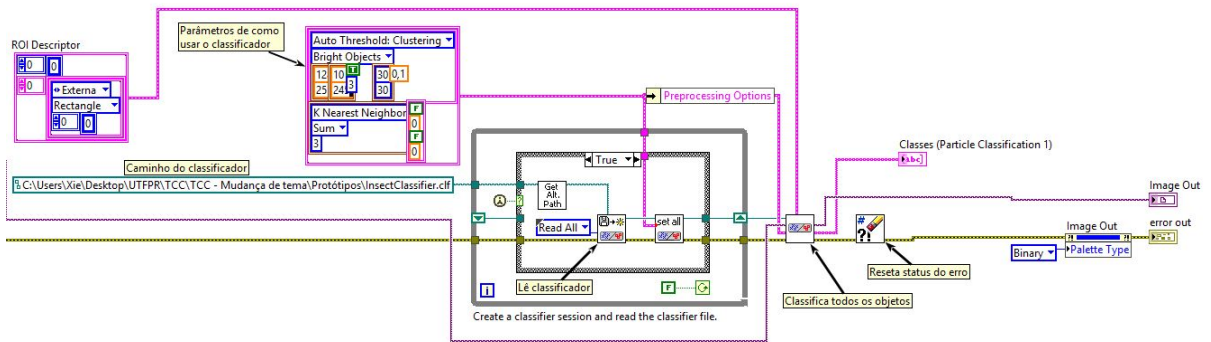 ROI Descriptor
0
0
0
Externa
Rectangle
0
0
Parâmetros de como
usar o classificador
Auto Threshold: Clustering
Bright Objects
12 10 T 30 0,1
25 3 30
K Nearest Neighbor F
Sum 0
3 F
0
Preprocessing Options
Caminho do classificador
C:\Users\Xie\Desktop\UTFPR\TCC\TCC - Mudança de tema\Protótipos\InsectClassifier.clf
True
Get
Alt.
Path
?
Read All
set all
Lê classificador
i
F
Create a classifier session and read the classifier file.
Classifica todos os objetos
#
?!
Reseta status do erro
Classes (Particle Classification 1)
abc
Image Out
Image Out
error out
Binary
Palette Type